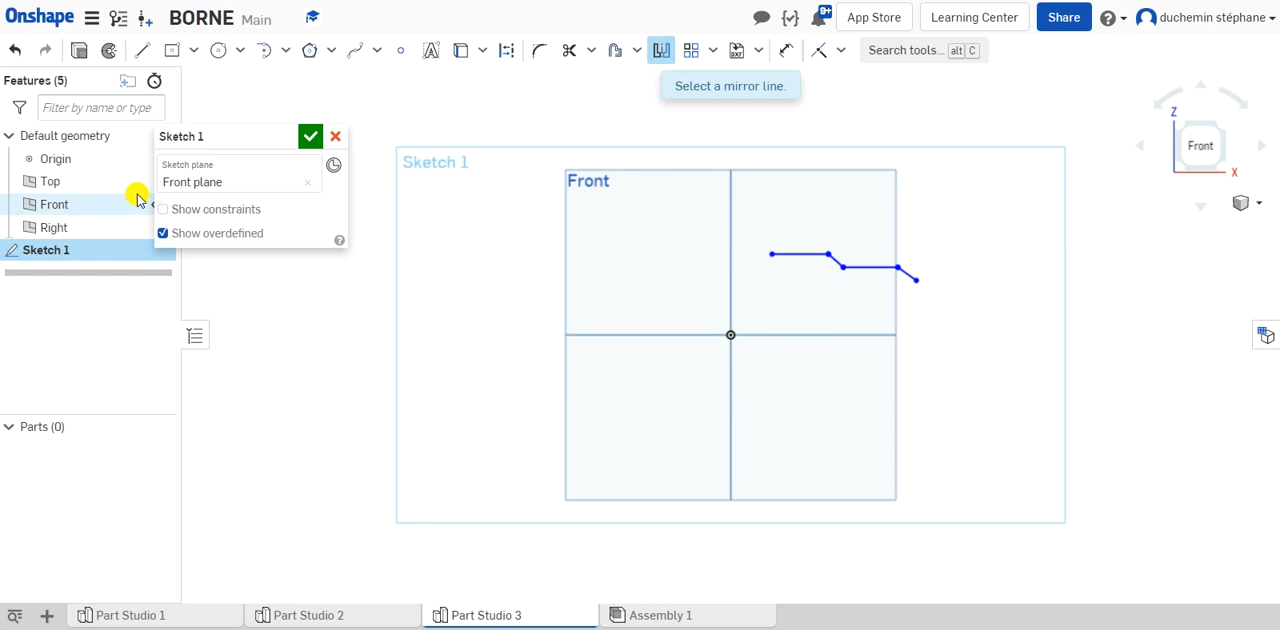 Onshape BORNE Main App Store Learning Center Share duchemin stéphane
9+
Search tools... alt C
Features (5)
Select a mirror line.
Filter by name or type
Default geometry
Sketch 1
Origin
Sketch plane
Top
Front plane
Front
Show constraints
Right
Show overdefined
Sketch 1
Sketch 1
Front
Z
Front
X
Parts (0)
Part Studio 1 Part Studio 2 Part Studio 3 Assembly 1